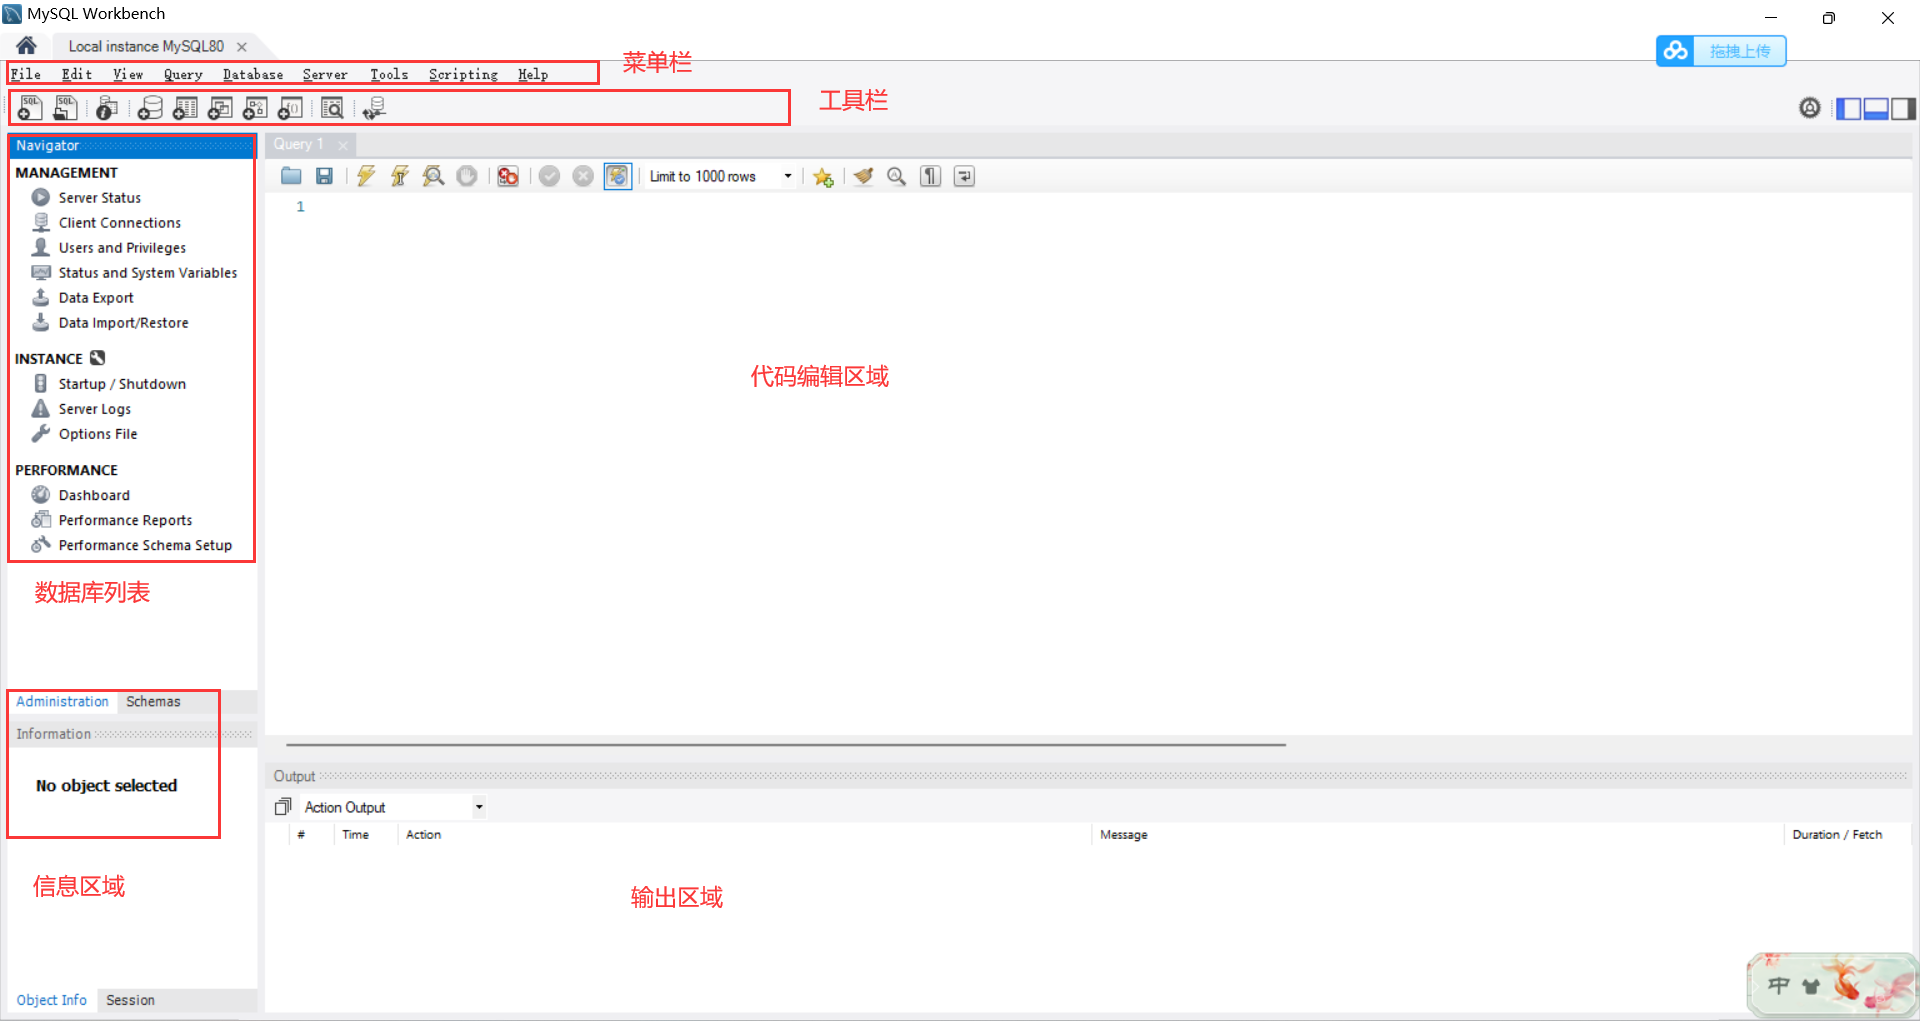 MySQL Workbench
Local instance MySQL80
拖拽上传
File Edit View Query Database Server Tools Scripting Help
菜单栏
工具栏
Navigator
MANAGEMENT
Server Status
Client Connections
Users and Privileges
Status and System Variables
Data Export
Data Import/Restore
INSTANCE
Startup / Shutdown
Server Logs
Options File
PERFORMANCE
Dashboard
Performance Reports
Performance Schema Setup
数据库列表
Administration Schemas
Information
No object selected
信息区域
Object Info Session
Query 1
Limit to 1000 rows
1
代码编辑区域
Output
Action Output
# Time Action Message Duration / Fetch
输出区域
中